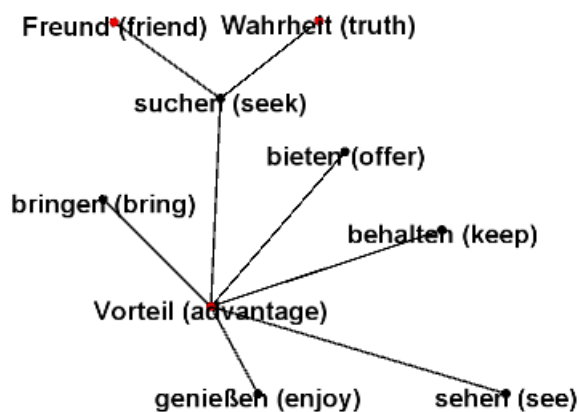 Freund (friend)
Wahrheit (truth)
suchen (seek)
bieten (offer)
bringen (bring)
behalten (keep)
Vorteil (advantage)
genießen (enjoy)
sehen (see)